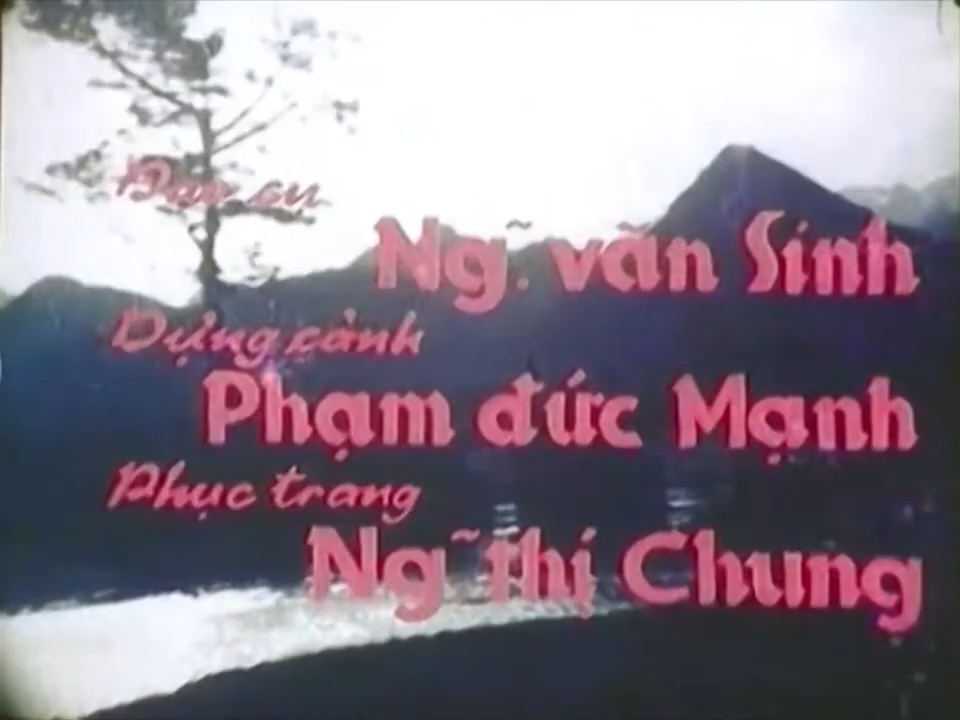 Đạo cụ
Ng~. văn Sinh
Dựng cảnh
Phạm đức Mạnh
Phục trang
Ng~ thị Chung